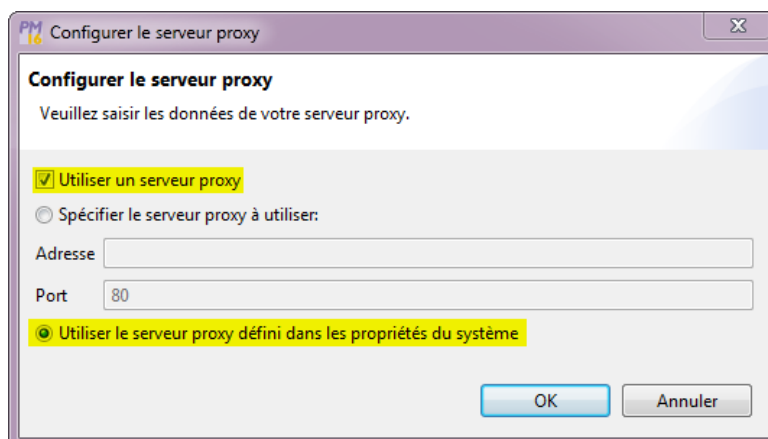 PM 16 Configurer le serveur proxy
Configurer le serveur proxy
Veuillez saisir les données de votre serveur proxy.
Utiliser un serveur proxy
Spécifier le serveur proxy à utiliser:
Adresse
Port 80
Utiliser le serveur proxy défini dans les propriétés du système
OK Annuler